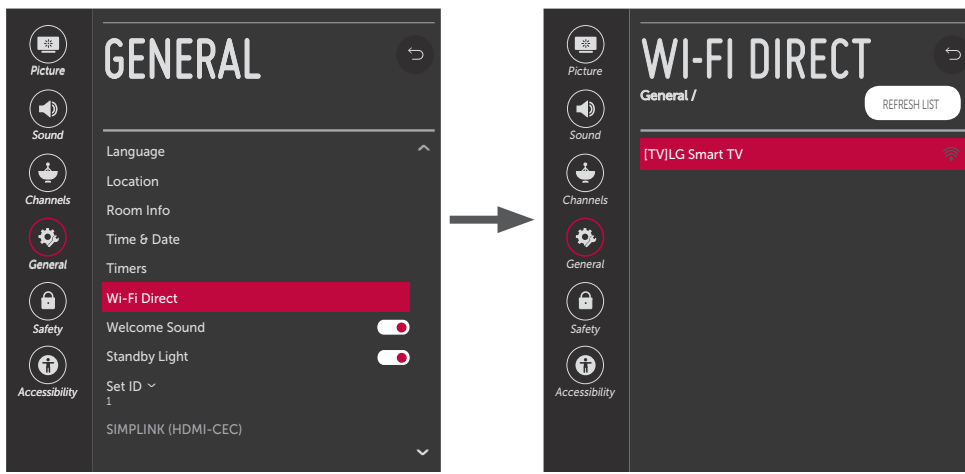 Picture
Sound
Channels
General
Safety
Accessibility
GENERAL
Language
Location
Room Info
Time & Date
Timers
Wi-Fi Direct
Welcome Sound
Standby Light
Set ID
1
SIMPLINK (HDMI-CEC)
Picture
Sound
Channels
General
Safety
Accessibility
WI-FI DIRECT
General /
REFRESH LIST
[TV]LG Smart TV